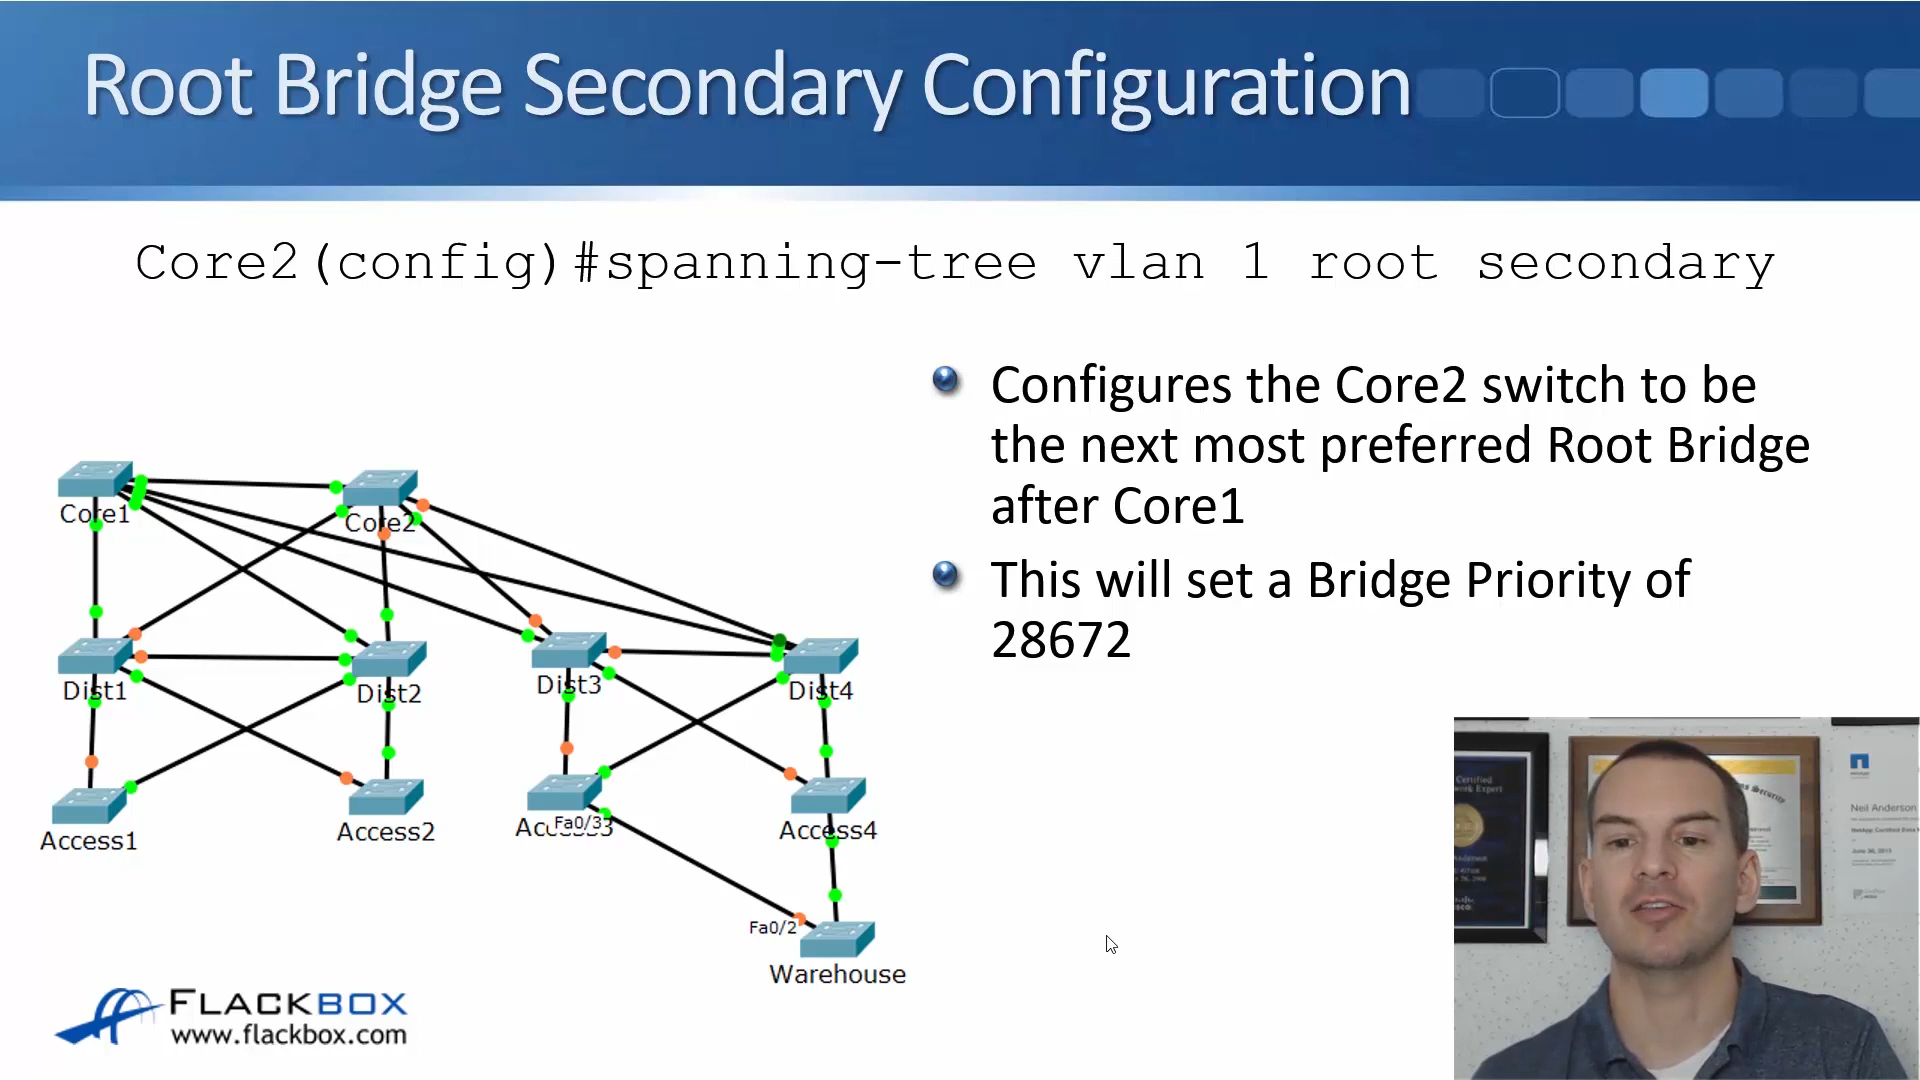 Root Bridge Secondary Configuration
Core2(config)#spanning-tree vlan 1 root secondary
Configures the Core2 switch to be
the next most preferred Root Bridge
after Core1
This will set a Bridge Priority of
28672
Core1
Core2
Dist1
Dist2
Dist3
Dist4
Access1
Access2
Fa0/3
Access4
Fa0/2
Warehouse
FLACKBOX
www.flackbox.com
Certified
Security
Neil Anderson